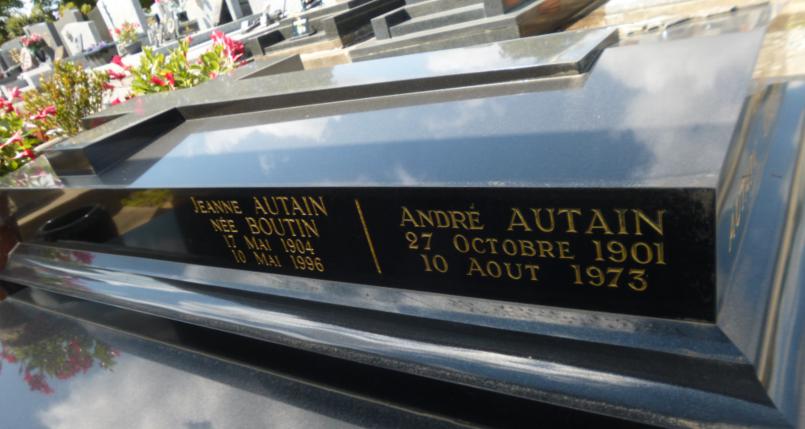 JEANNE AUTAIN
NÉE BOUTIN
17 MAI 1904
10 MAI 1996
ANDRÉ AUTAIN
27 OCTOBRE 1901
10 AOUT 1973